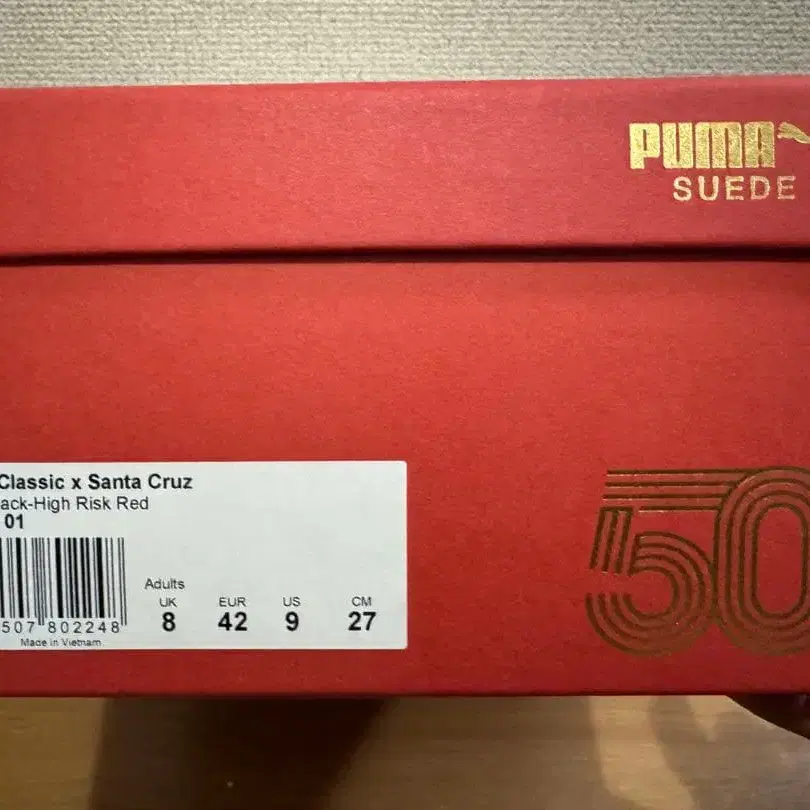 PUMA
SUEDE
Classic x Santa Cruz
ack-High Risk Red
01
507 802248
Made in Vietnam
Adults
UK EUR US CM
8 42 9 27
50